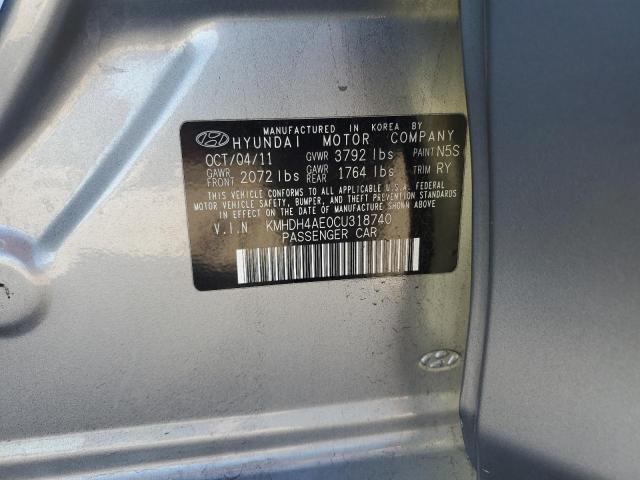 MANUFACTURED IN KOREA BY
HYUNDAI MOTOR COMPANY
OCT/04/11 GVWR 3792 lbs PAINT N5S
GAWR FRONT 2072 lbs GAWR REAR 1764 lbs TRIM RY
THIS VEHICLE CONFORMS TO ALL APPLICABLE U.S.A. FEDERAL
MOTOR VEHICLE SAFETY, BUMPER, AND THEFT PREVENTION STANDARDS
IN EFFECT ON THE DATE OF MANUFACTURE SHOWN ABOVE
V.I.N KMHDH4AE0CU318740
PASSENGER CAR